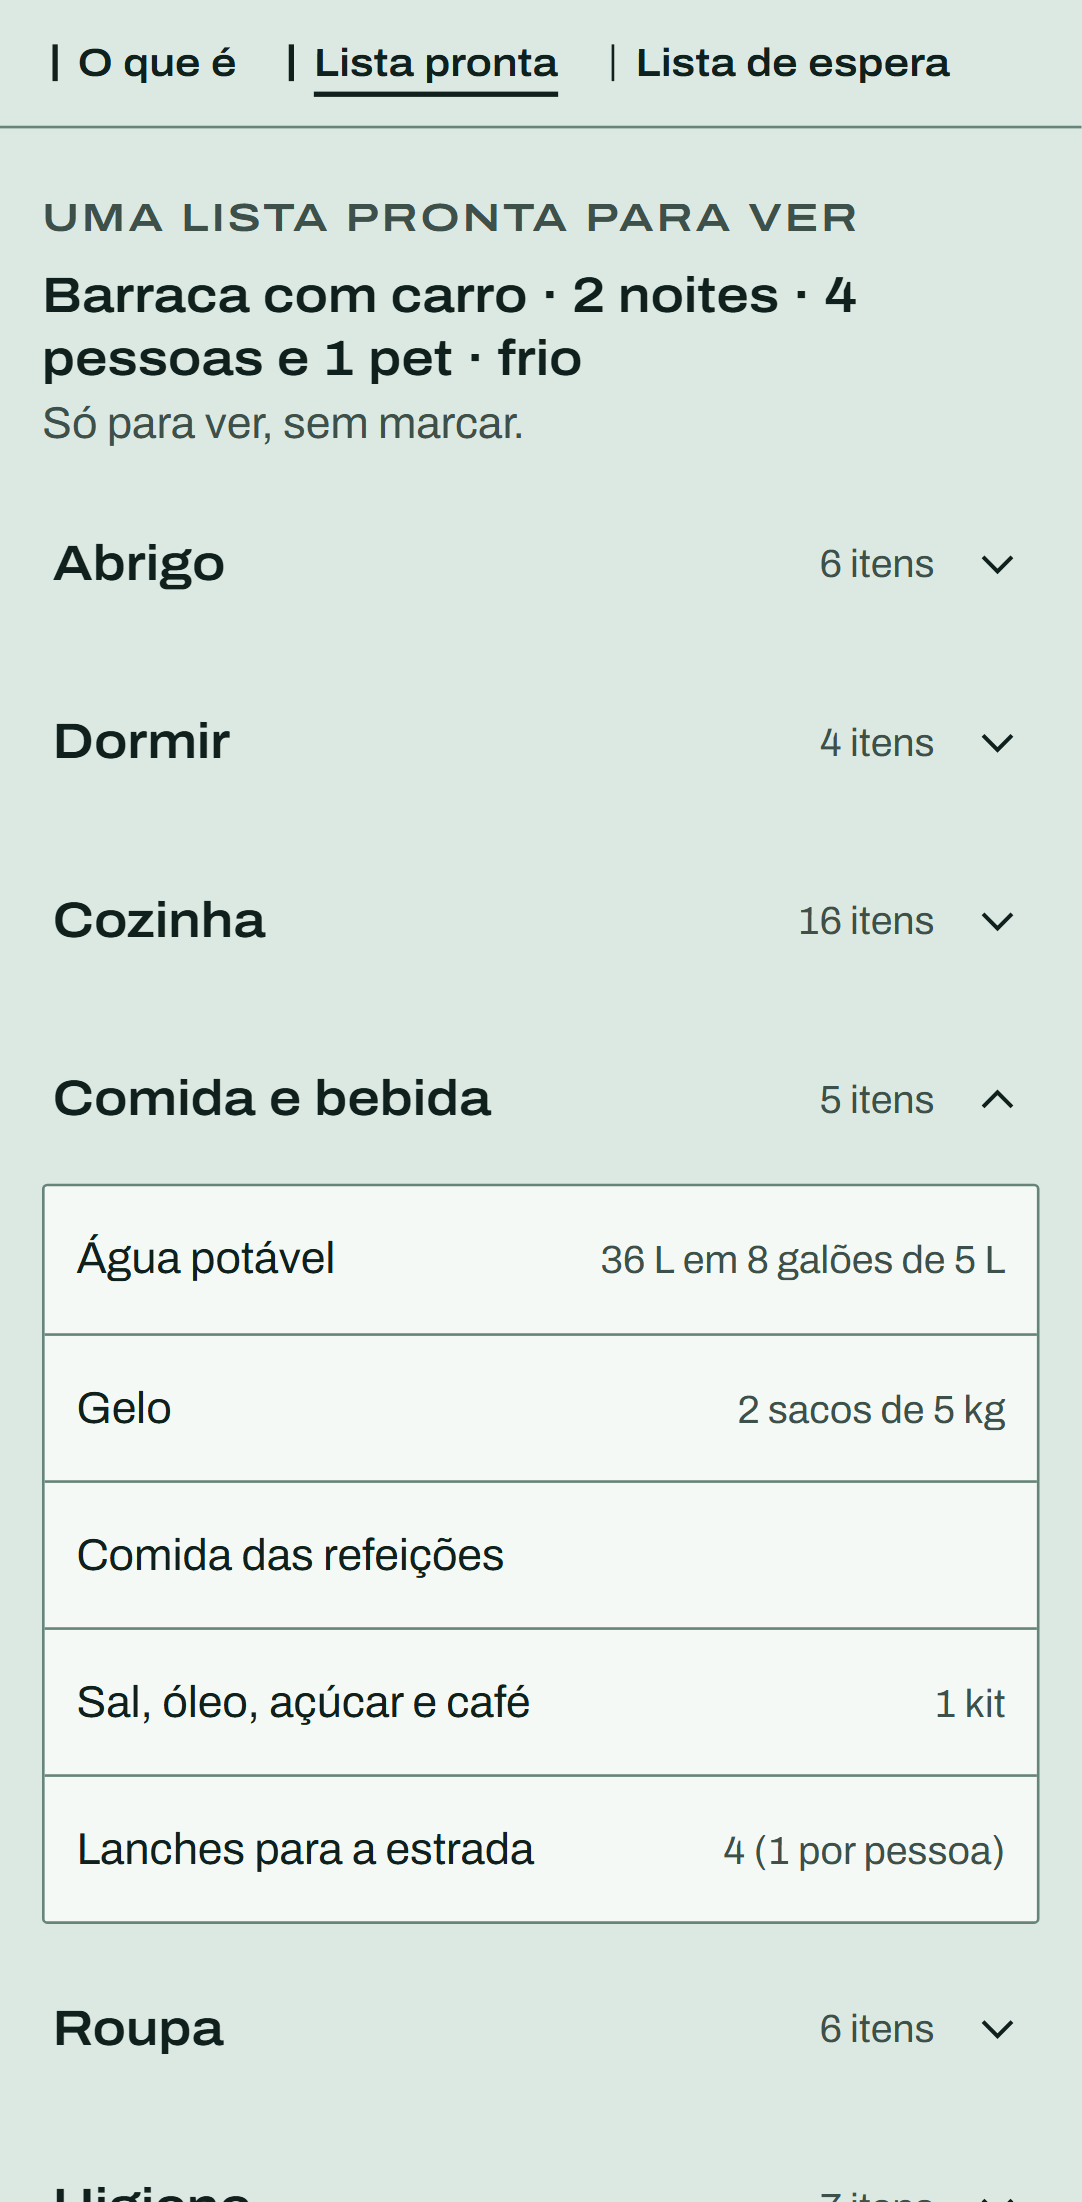 O que é
Lista pronta
Lista de espera
UMA LISTA PRONTA PARA VER
Barraca com carro · 2 noites · 4
pessoas e 1 pet · frio
Só para ver, sem marcar.
Abrigo 6 itens
Dormir 4 itens
Cozinha 16 itens
Comida e bebida 5 itens
Água potável 36 L em 8 galões de 5 L
Gelo 2 sacos de 5 kg
Comida das refeições
Sal, óleo, açúcar e café 1 kit
Lanches para a estrada 4 (1 por pessoa)
Roupa 6 itens